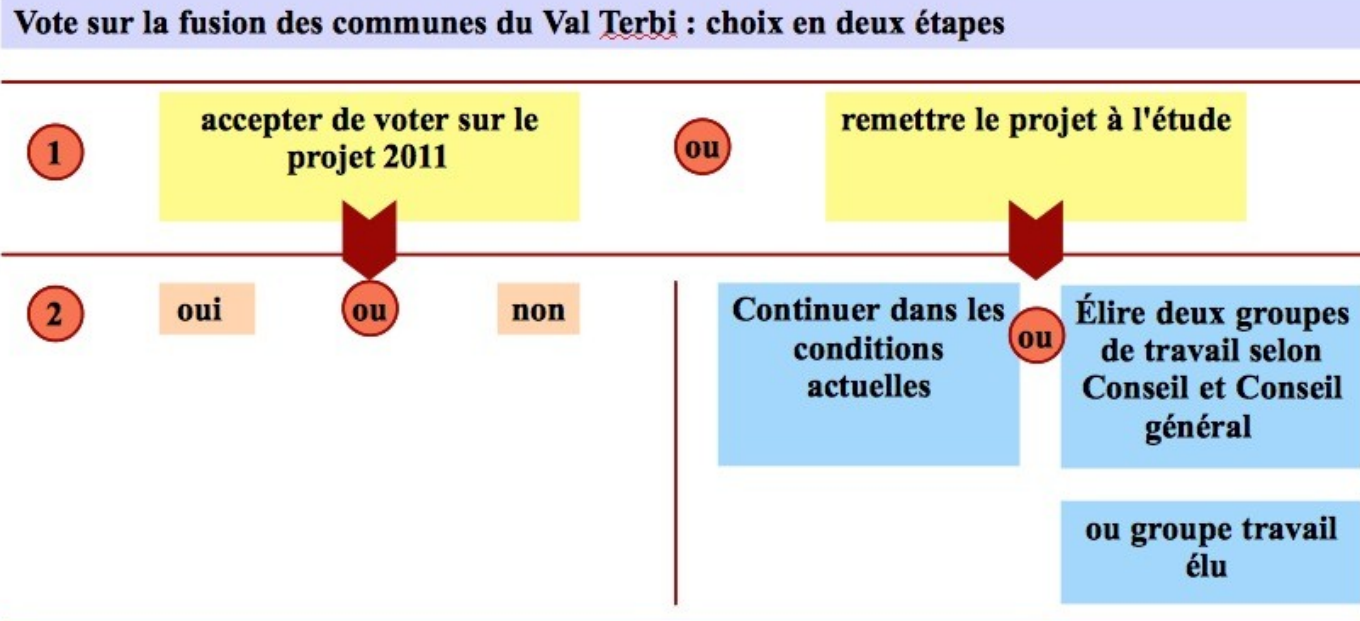 Vote sur la fusion des communes du Val Terbi : choix en deux étapes
1
accepter de voter sur le
projet 2011
ou
remettre le projet à l'étude
2
oui
ou
non
Continuer dans les
conditions
actuelles
ou
Élire deux groupes
de travail selon
Conseil et Conseil
général
ou groupe travail
élu